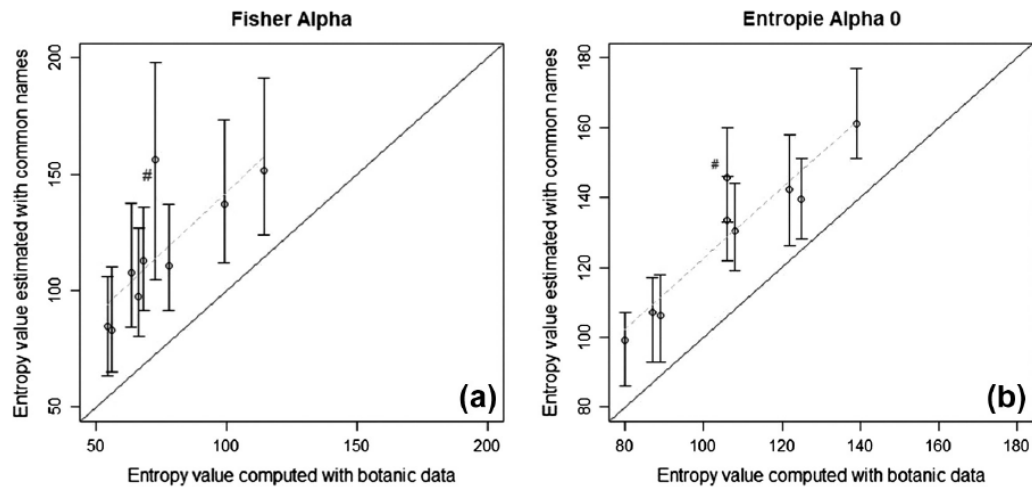 Fisher Alpha
Entropy value estimated with common names
200
150
100
50
#
(a)
50
100
150
200
Entropy value computed with botanic data
Entropie Alpha 0
Entropy value estimated with common names
180
160
140
120
100
80
#
(b)
80
100
120
140
160
180
Entropy value computed with botanic data